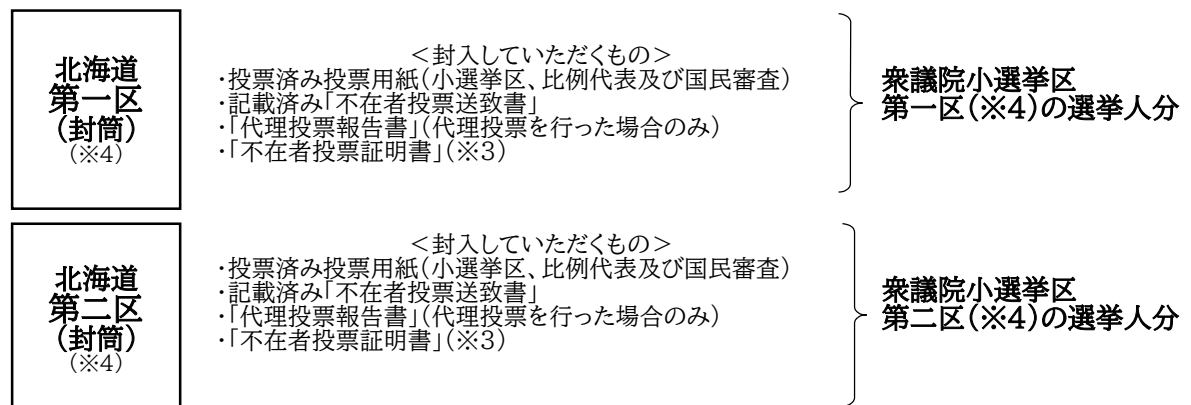 北海道
第一区
(封筒)
(※4)
＜封入していただくもの＞
・投票済み投票用紙(小選挙区、比例代表及び国民審査)
・記載済み「不在者投票送致書」
・「代理投票報告書」(代理投票を行った場合のみ)
・「不在者投票証明書」(※3)
衆議院小選挙区
第一区(※4)の選挙人分
北海道
第二区
(封筒)
(※4)
＜封入していただくもの＞
・投票済み投票用紙(小選挙区、比例代表及び国民審査)
・記載済み「不在者投票送致書」
・「代理投票報告書」(代理投票を行った場合のみ)
・「不在者投票証明書」(※3)
衆議院小選挙区
第二区(※4)の選挙人分